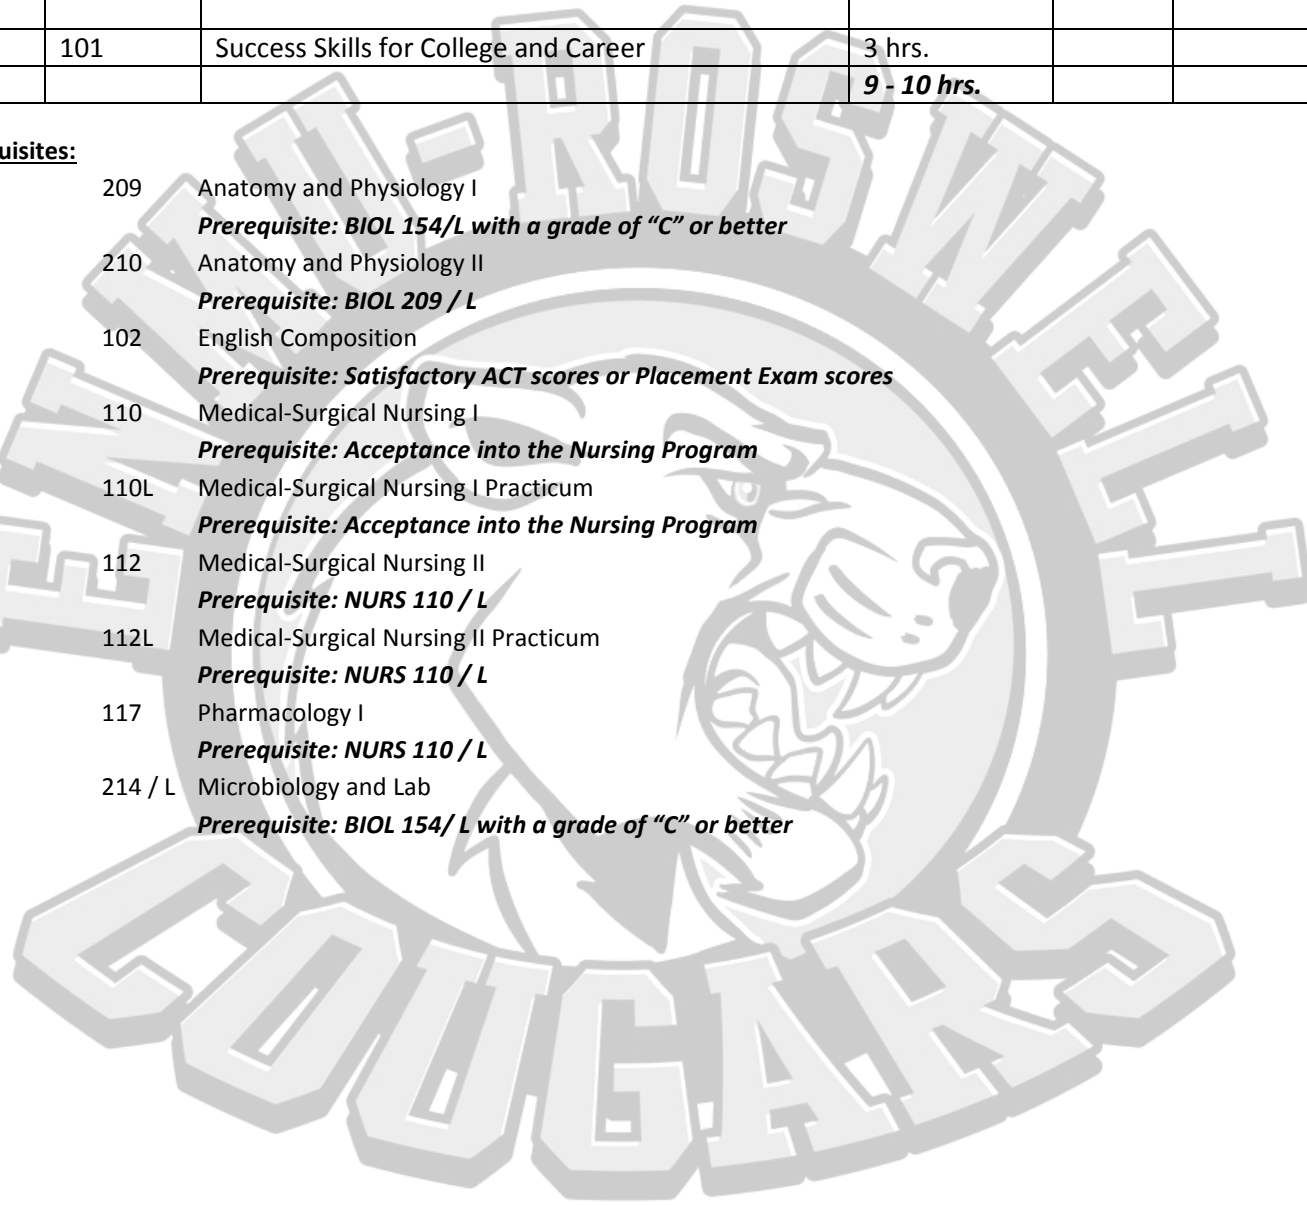 101 Success Skills for College and Career 3 hrs.
9 - 10 hrs.
uisites:
209 Anatomy and Physiology I
Prerequisite: BIOL 154/L with a grade of “C” or better
210 Anatomy and Physiology II
Prerequisite: BIOL 209 / L
102 English Composition
Prerequisite: Satisfactory ACT scores or Placement Exam scores
110 Medical-Surgical Nursing I
Prerequisite: Acceptance into the Nursing Program
110L Medical-Surgical Nursing I Practicum
Prerequisite: Acceptance into the Nursing Program
112 Medical-Surgical Nursing II
Prerequisite: NURS 110 / L
112L Medical-Surgical Nursing II Practicum
Prerequisite: NURS 110 / L
117 Pharmacology I
Prerequisite: NURS 110 / L
214 / L Microbiology and Lab
Prerequisite: BIOL 154/ L with a grade of “C” or better
ENMU-ROSWELL
COUGARS